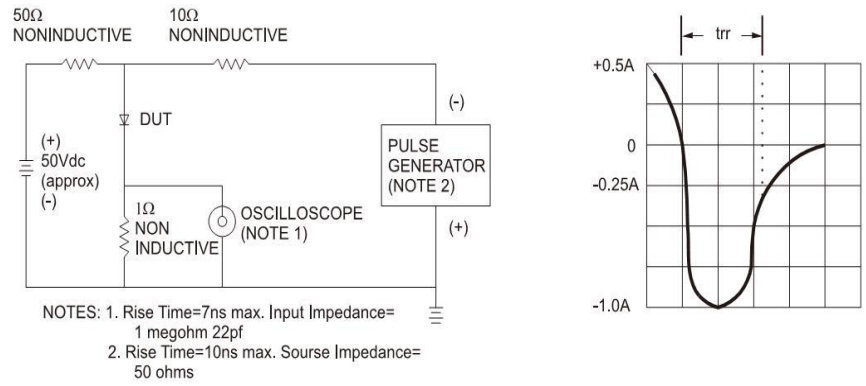 50Ω
NONINDUCTIVE
10Ω
NONINDUCTIVE
(+)
50Vdc
(approx)
(-)
DUT
1Ω
NON
INDUCTIVE
OSCILLOSCOPE
(NOTE 1)
(-)
PULSE
GENERATOR
(NOTE 2)
(+)
NOTES: 1. Rise Time=7ns max. Input Impedance=
1 megohm 22pf
2. Rise Time=10ns max. Sourse Impedance=
50 ohms
trr
+0.5A
0
-0.25A
-1.0A